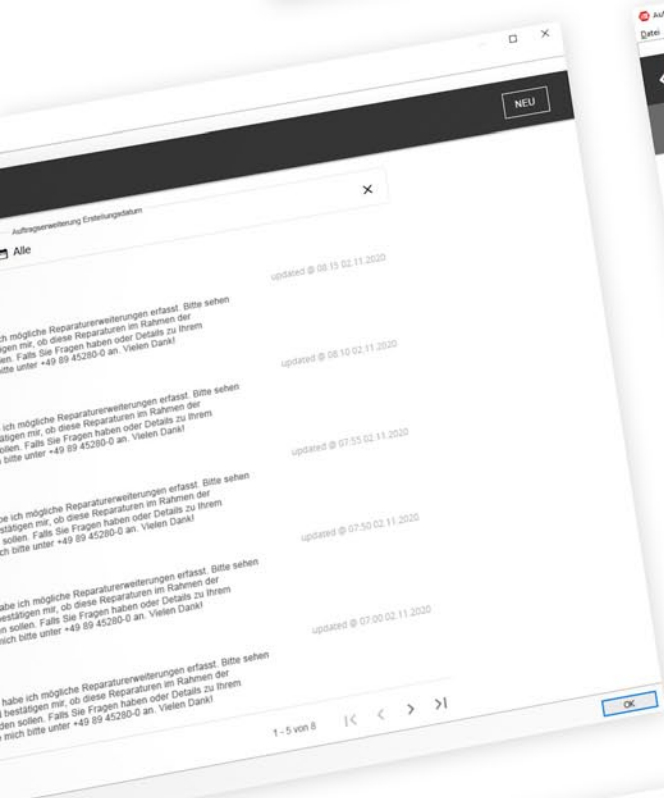 Auf
Datei
NEU
Auftragserweiterung Erstellungsdatum
Alle
updated @ 08:15 02.11.2020
ch mögliche Reparaturerweiterungen erfasst. Bitte sehen
igen mir, ob diese Reparaturen im Rahmen der
en. Falls Sie Fragen haben oder Details zu Ihrem
itte unter +49 89 45280-0 an. Vielen Dank!
updated @ 08:10 02.11.2020
ich mögliche Reparaturerweiterungen erfasst. Bitte sehen
ätigen mir, ob diese Reparaturen im Rahmen der
ollen. Falls Sie Fragen haben oder Details zu Ihrem
bitte unter +49 89 45280-0 an. Vielen Dank!
updated @ 07:55 02.11.2020
be ich mögliche Reparaturerweiterungen erfasst. Bitte sehen
stätigen mir, ob diese Reparaturen im Rahmen der
sollen. Falls Sie Fragen haben oder Details zu Ihrem
ch bitte unter +49 89 45280-0 an. Vielen Dank!
updated @ 07:50 02.11.2020
abe ich mögliche Reparaturerweiterungen erfasst. Bitte sehen
bestätigen mir, ob diese Reparaturen im Rahmen der
n sollen. Falls Sie Fragen haben oder Details zu Ihrem
mich bitte unter +49 89 45280-0 an. Vielen Dank!
updated @ 07:00 02.11.2020
habe ich mögliche Reparaturerweiterungen erfasst. Bitte sehen
d bestätigen mir, ob diese Reparaturen im Rahmen der
den sollen. Falls Sie Fragen haben oder Details zu Ihrem
mich bitte unter +49 89 45280-0 an. Vielen Dank!
1 - 5 von 8
OK